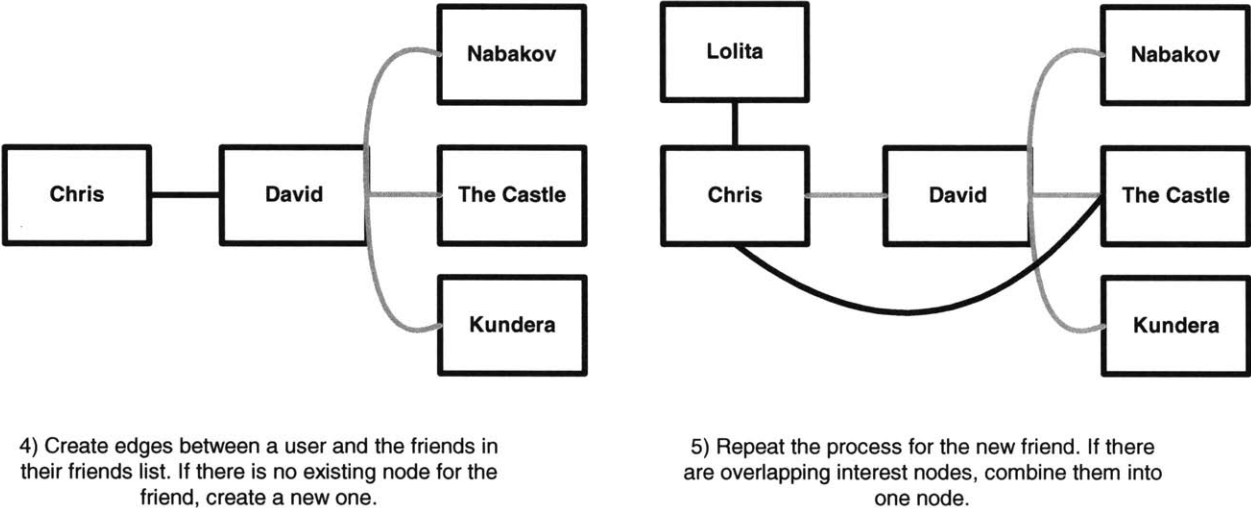 Nabakov
Chris
David
The Castle
Kundera
4) Create edges between a user and the friends in
their friends list. If there is no existing node for the
friend, create a new one.
Lolita
Nabakov
Chris
David
The Castle
Kundera
5) Repeat the process for the new friend. If there
are overlapping interest nodes, combine them into
one node.